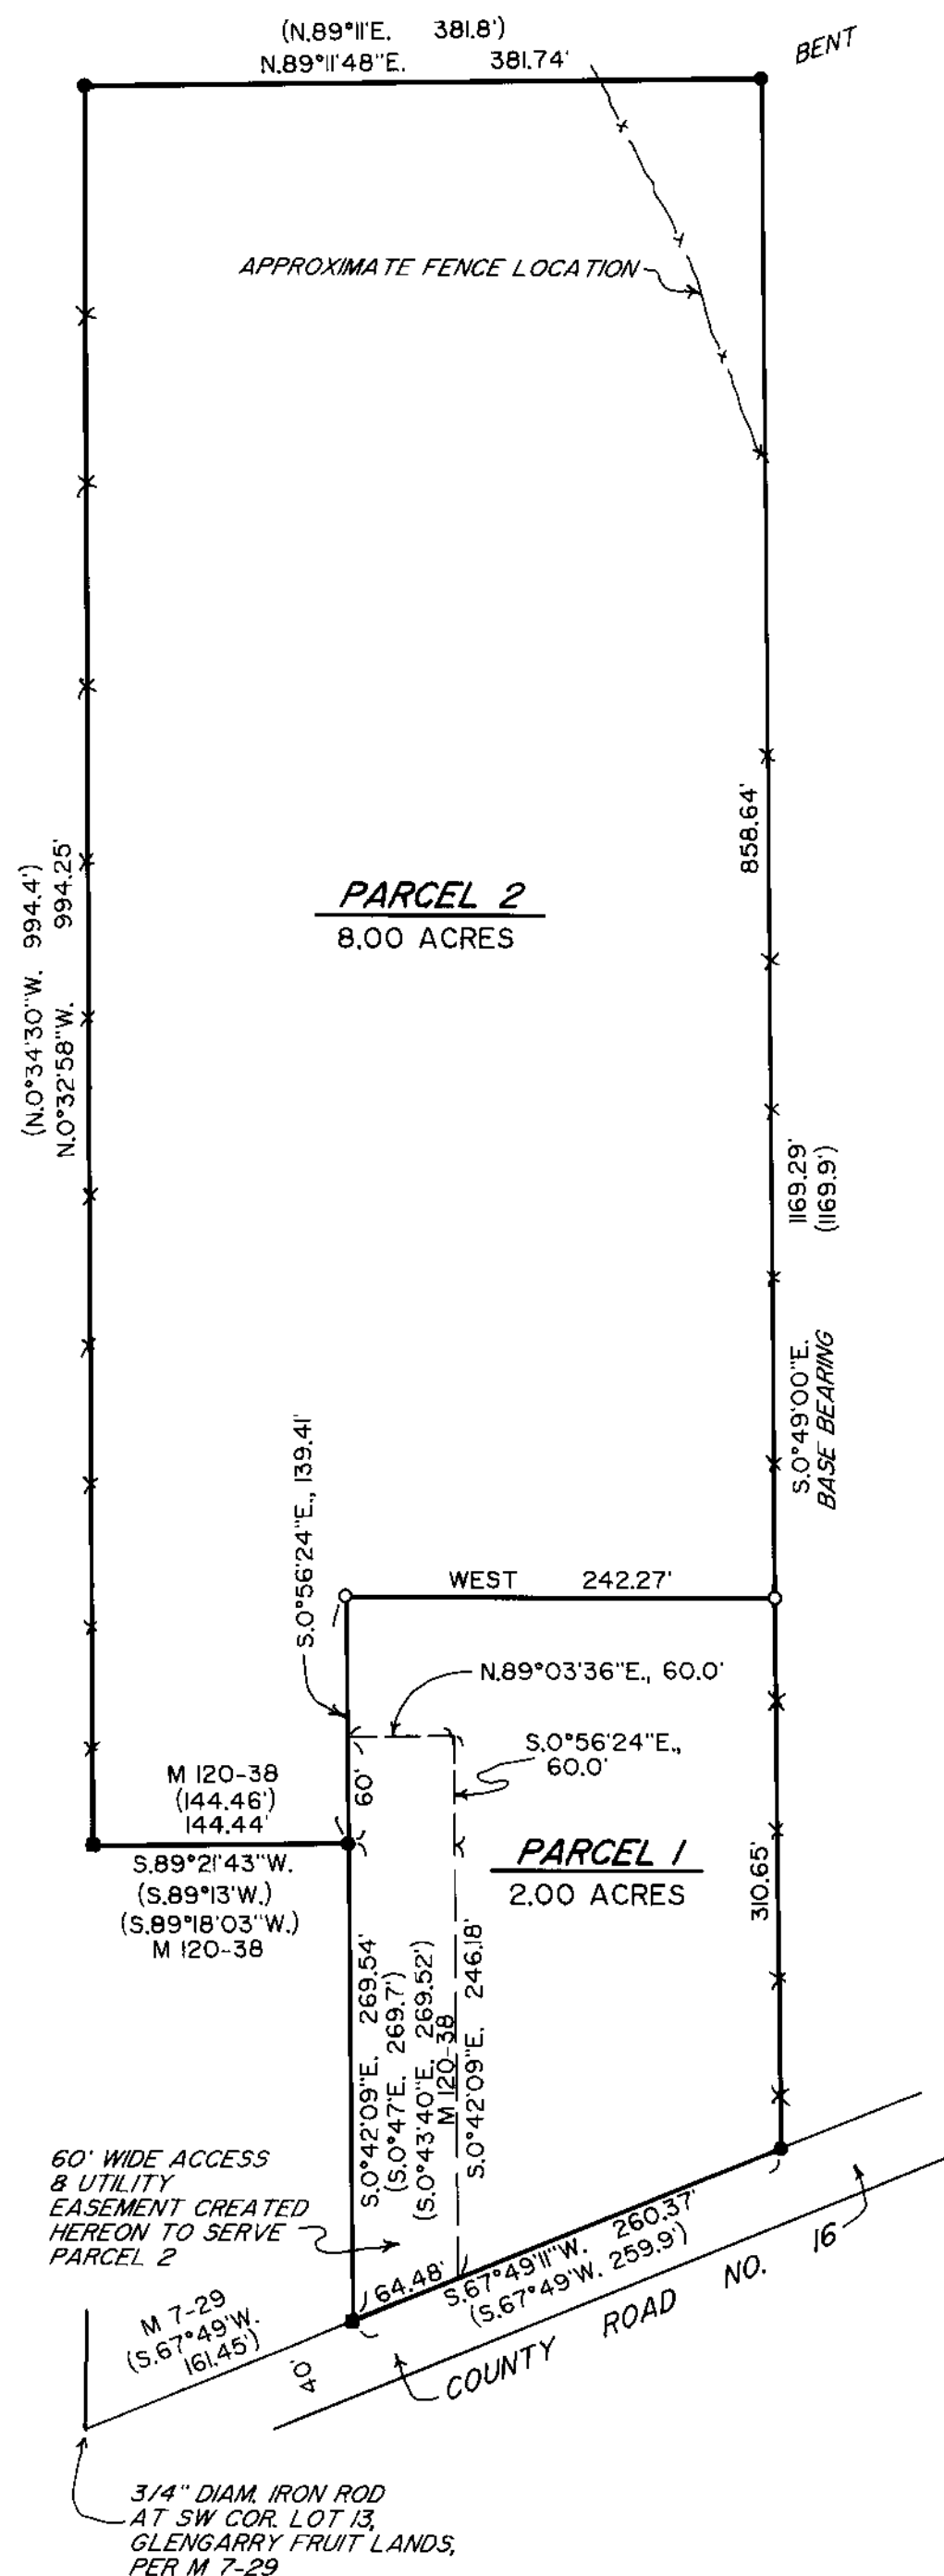 (N.89°11'E. 381.8')
N.89°11'48"E. 381.74'
BENT
APPROXIMATE FENCE LOCATION
(N.0°34'30"W. 994.4')
N.0°32'58"W. 994.25'
858.64'
PARCEL 2
8.00 ACRES
1169.29'
(1169.9')
S.0°49'00"E.
BASE BEARING
S.0°56'24"E., 139.41'
WEST 242.27'
N.89°03'36"E., 60.0'
S.0°56'24"E.,
60.0'
60'
M 120-38
(144.46')
144.44'
S.89°21'43"W.
(S.89°13'W.)
(S.89°18'03"W.)
M 120-38
PARCEL 1
2.00 ACRES
310.65'
S.0°42'09"E. 269.54'
(S.0°47'E. 269.7')
(S.0°43'40"E. 269.52')
M 120-38
S.0°42'09"E. 246.18'
60' WIDE ACCESS
& UTILITY
EASEMENT CREATED
HEREON TO SERVE
PARCEL 2
64.48'
S.67°49'11"W. 260.37'
(S.67°49'W. 259.9')
M 7-29
(S.67°49'W.
161.45')
40'
COUNTY ROAD NO. 16
3/4" DIAM. IRON ROD
AT SW COR. LOT 13,
GLENGARRY FRUIT LANDS,
PER M 7-29